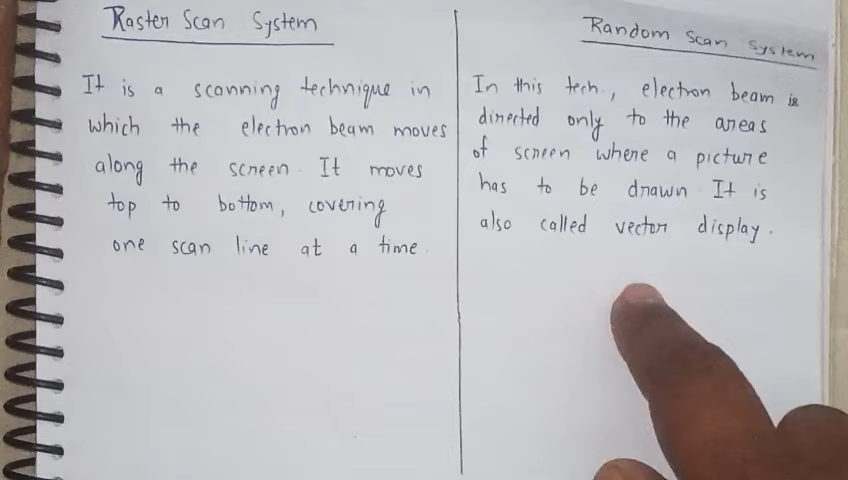 Raster Scan System
It is a scanning technique in
which the electron beam moves
along the screen. It moves
top to bottom, covering
one scan line at a time.
Random Scan System
In this tech., electron beam is
directed only to the areas
of screen where a picture
has to be drawn. It is
also called vector display.